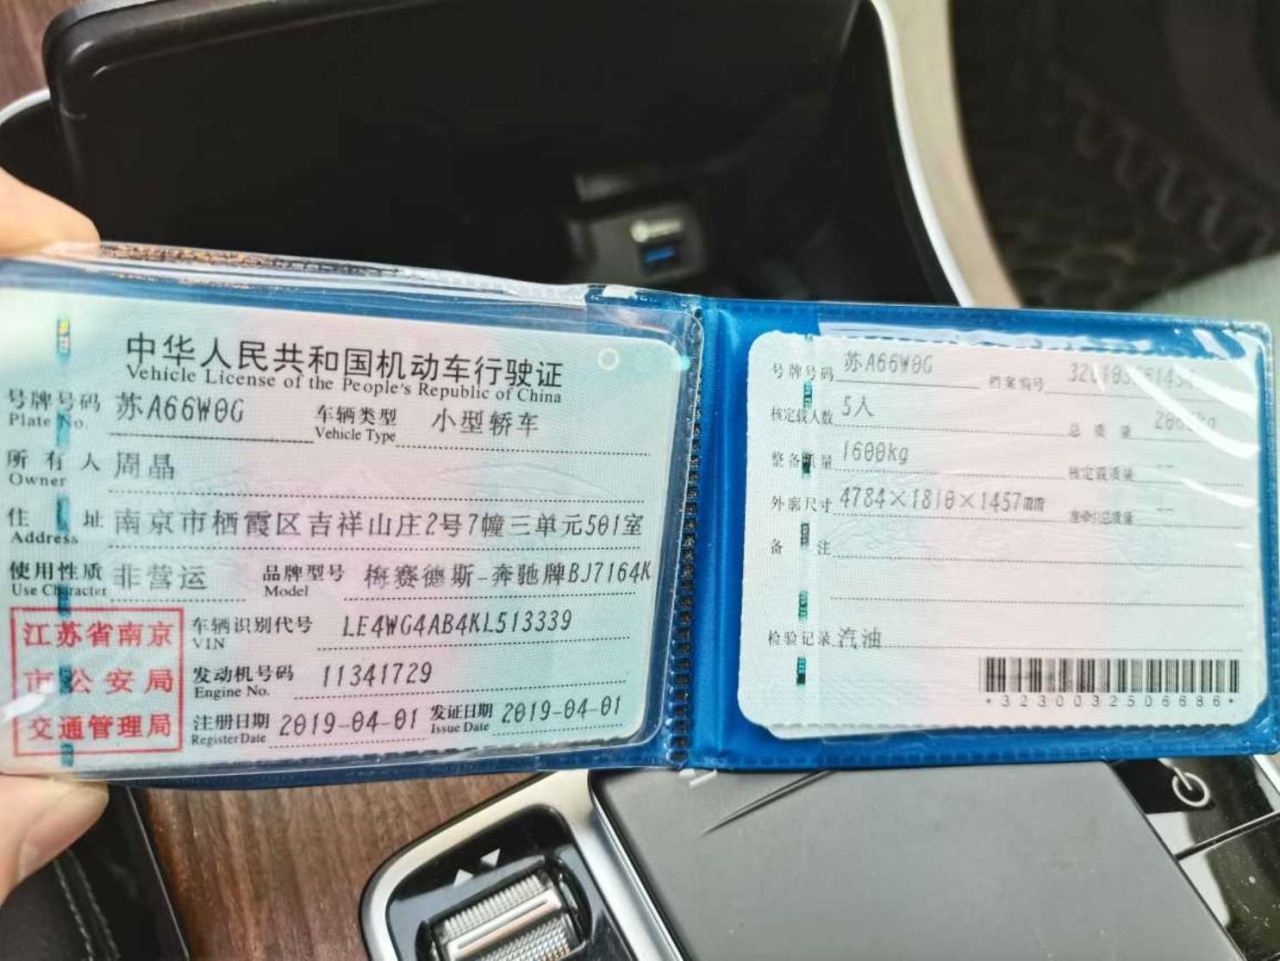 中华人民共和国机动车行驶证
Vehicle License of the People's Republic of China
号牌号码 苏A66W0G 车辆类型 小型轿车
Plate No. Vehicle Type
所有人 周晶
Owner
住址 南京市栖霞区吉祥山庄2号7幢三单元501室
Address
使用性质 非营运 品牌型号 梅赛德斯-奔驰牌BJ7164K
Use Character Model
江苏省南京
市公安局
交通管理局
车辆识别代号 LE4WG4AB4KL513339
VIN
发动机号码 11341729
Engine No.
注册日期 2019-04-01 发证日期 2019-04-01
Register Date Issue Date
号牌号码 苏A66W0G 档案编号
核定载人数 5人 总质量
整备质量 1600kg 核定载质量 --
外廓尺寸 4784×1810×1457 准牵引总质量 --
备注
检验记录 汽油
*3230032506686*